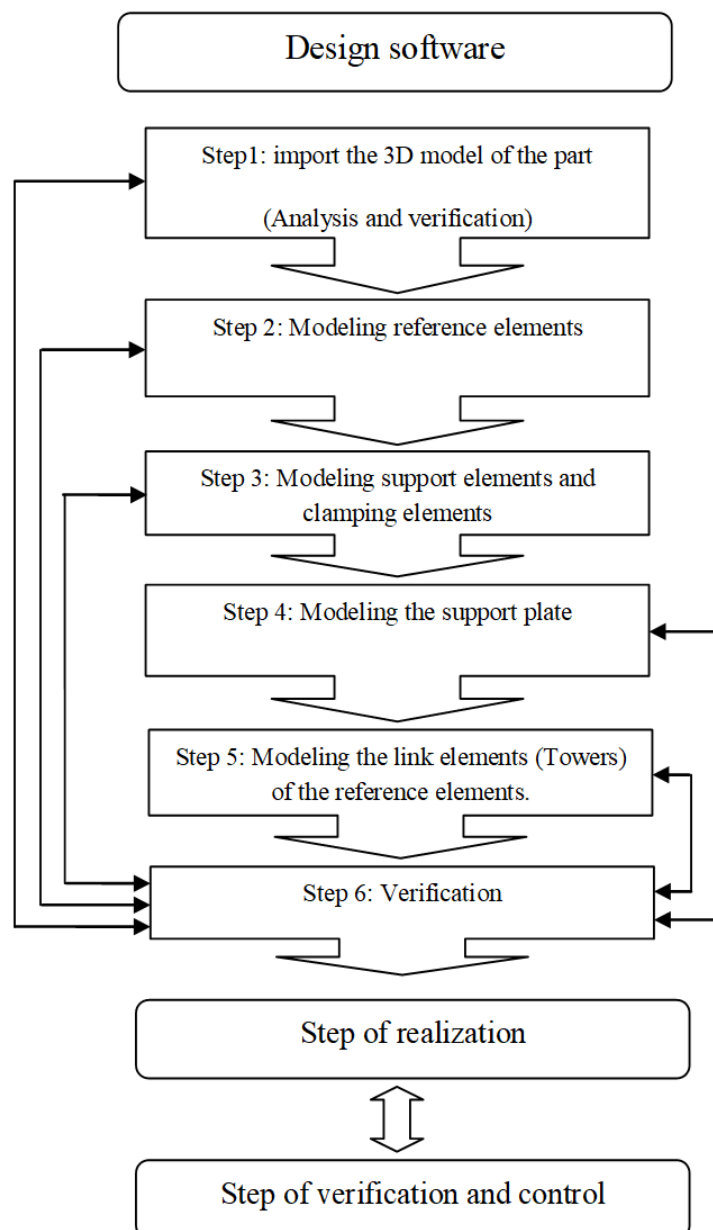 Design software
Step1: import the 3D model of the part
(Analysis and verification)
Step 2: Modeling reference elements
Step 3: Modeling support elements and
clamping elements
Step 4: Modeling the support plate
Step 5: Modeling the link elements (Towers)
of the reference elements.
Step 6: Verification
Step of realization
Step of verification and control